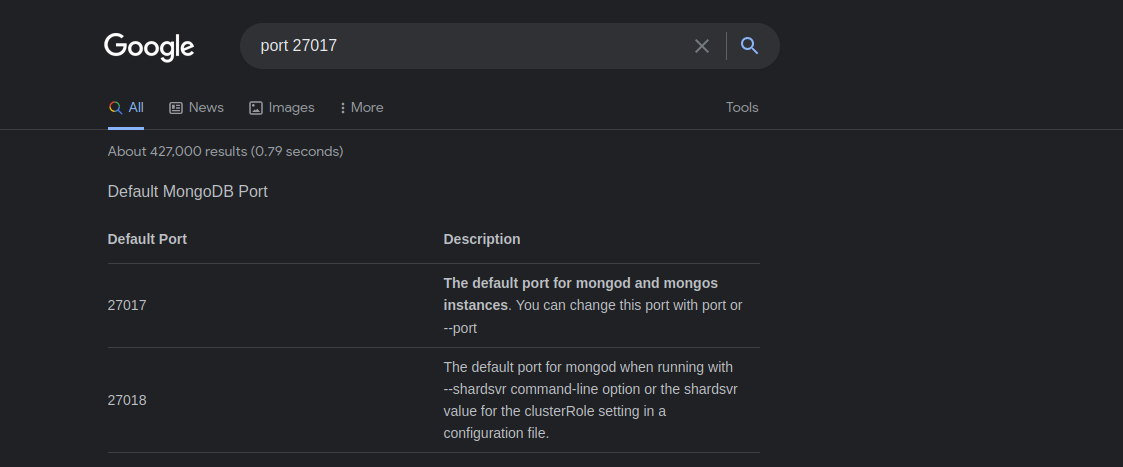 Google
port 27017
All
News
Images
More
Tools
About 427,000 results (0.79 seconds)
Default MongoDB Port
Default Port
Description
27017
The default port for mongod and mongos
instances. You can change this port with port or
--port
27018
The default port for mongod when running with
--shardsvr command-line option or the shardsvr
value for the clusterRole setting in a
configuration file.